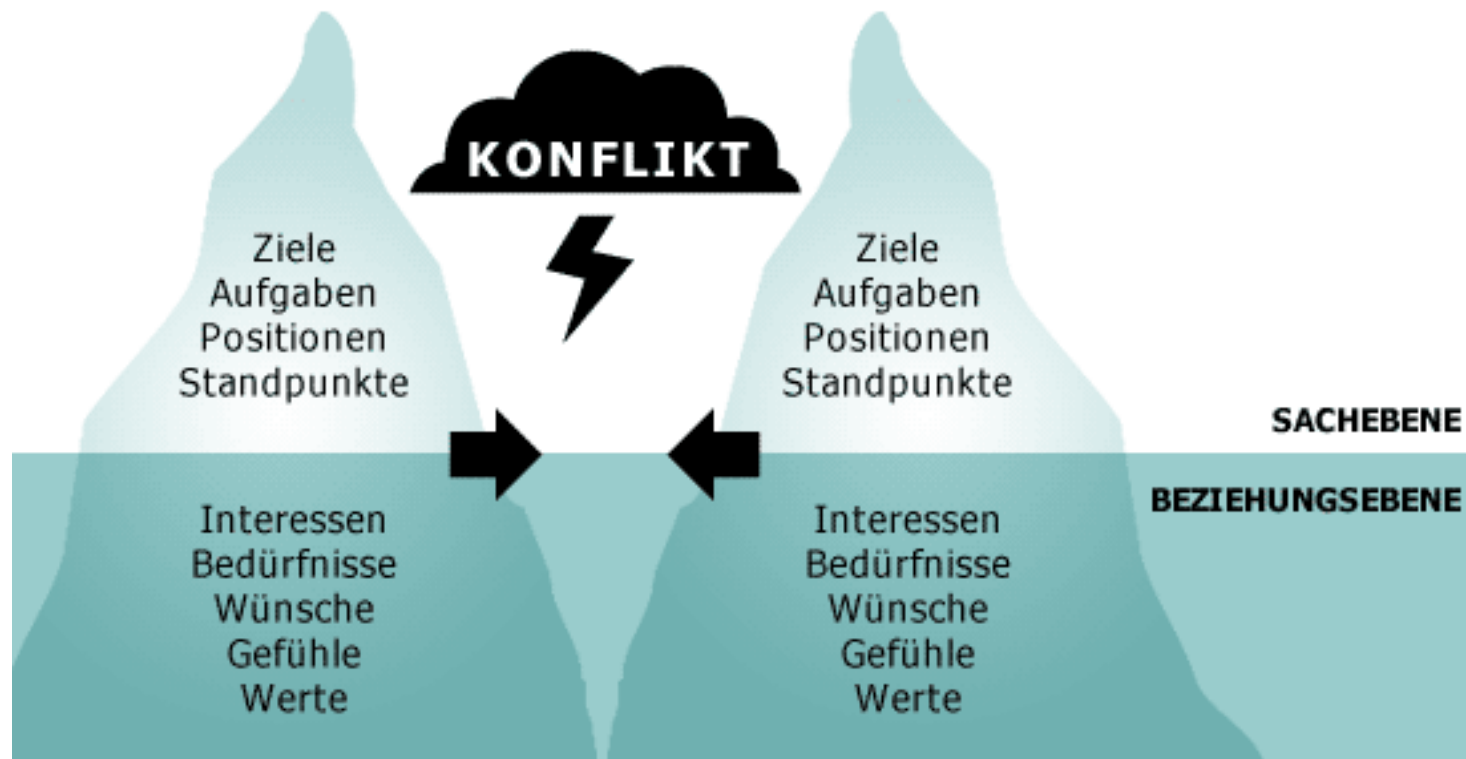 KONFLIKT
Ziele
Aufgaben
Positionen
Standpunkte
Ziele
Aufgaben
Positionen
Standpunkte
SACHEBENE
BEZIEHUNGSEBENE
Interessen
Bedürfnisse
Wünsche
Gefühle
Werte
Interessen
Bedürfnisse
Wünsche
Gefühle
Werte